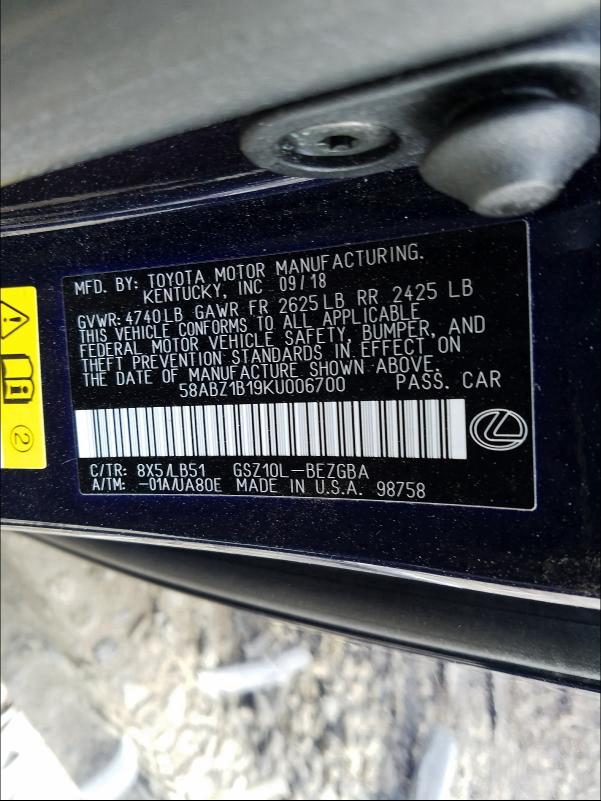 MFD. BY: TOYOTA MOTOR MANUFACTURING.
KENTUCKY, INC 09/18
GVWR: 4740LB GAWR FR 2625LB RR 2425 LB
THIS VEHICLE CONFORMS TO ALL APPLICABLE
FEDERAL MOTOR VEHICLE SAFETY, BUMPER, AND
THEFT PREVENTION STANDARDS IN EFFECT ON
THE DATE OF MANUFACTURE SHOWN ABOVE.
58ABZ1B19KU006700 PASS. CAR
C/TR: 8X5/LB51 GSZ10L-BEZGBA
A/TM: -01A/UA80E MADE IN U.S.A. 98758
2